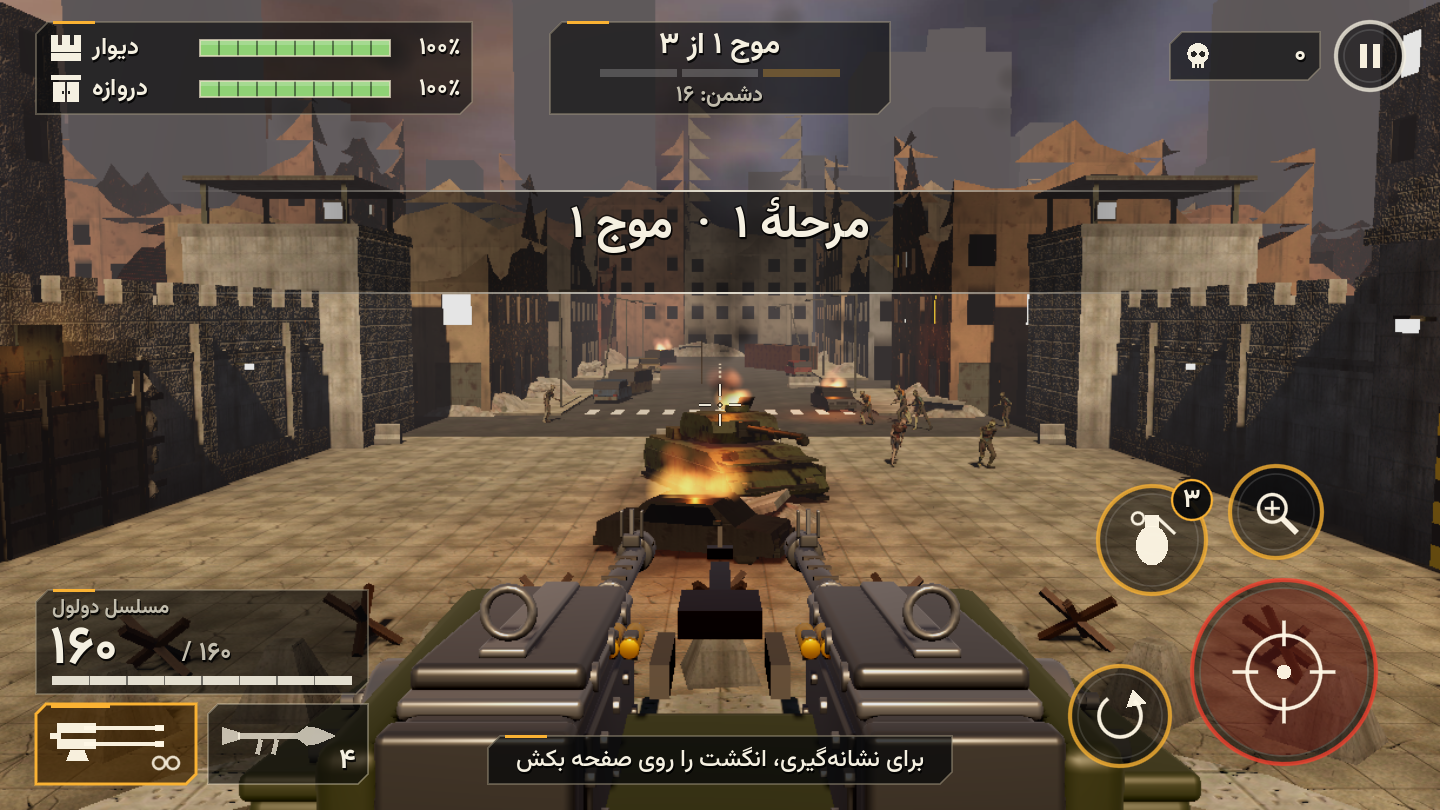 دیوار ۱۰۰٪
دروازه ۱۰۰٪
موج ۱ از ۳
دشمن: ۱۶
۰
مرحلهٔ ۱ · موج ۱
۳
مسلسل دولول
۱۶۰ / ۱۶۰
∞
۴
برای نشانه‌گیری، انگشت را روی صفحه بکش